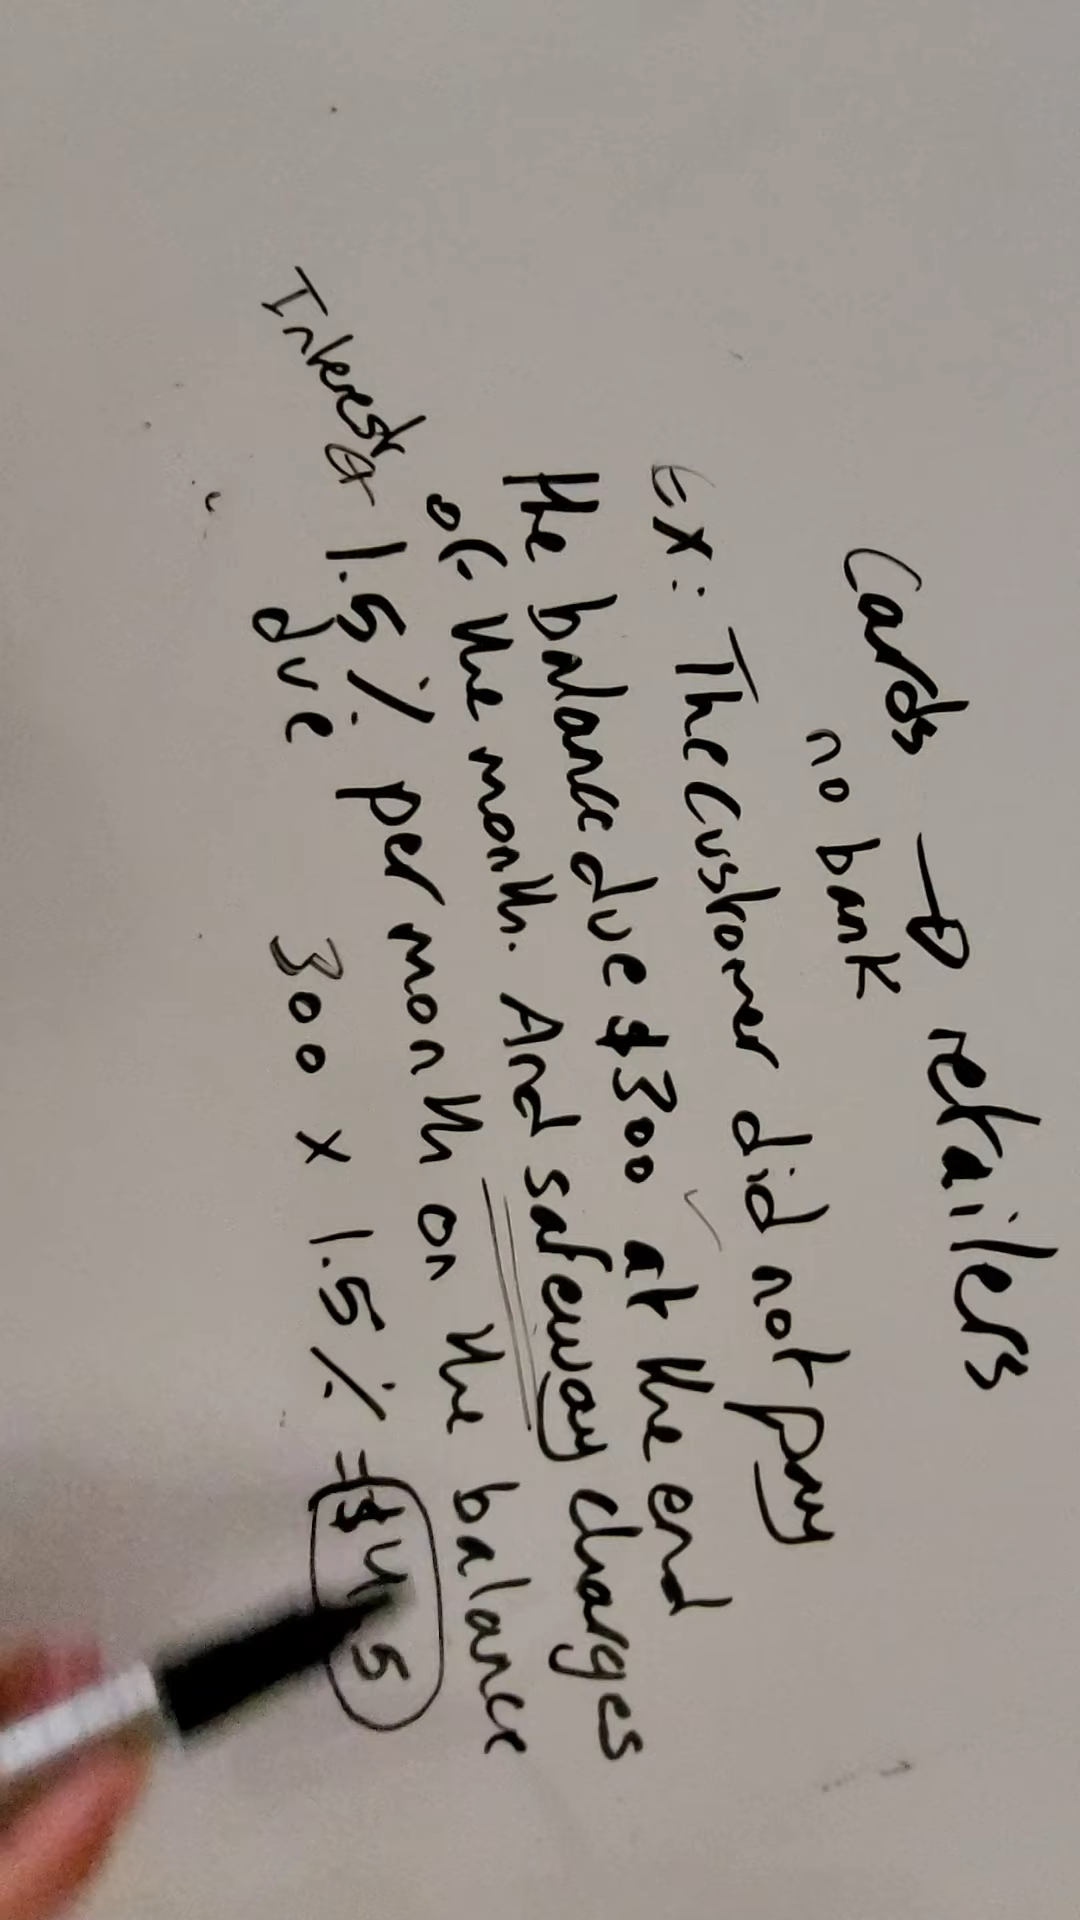 Cards → retailers
no bank
Ex: The customer did not pay
the balance due $300 at the end
of the month. And safeway charges
Interest 1.5% per month on the balance
due
300 x 1.5% = $4 5